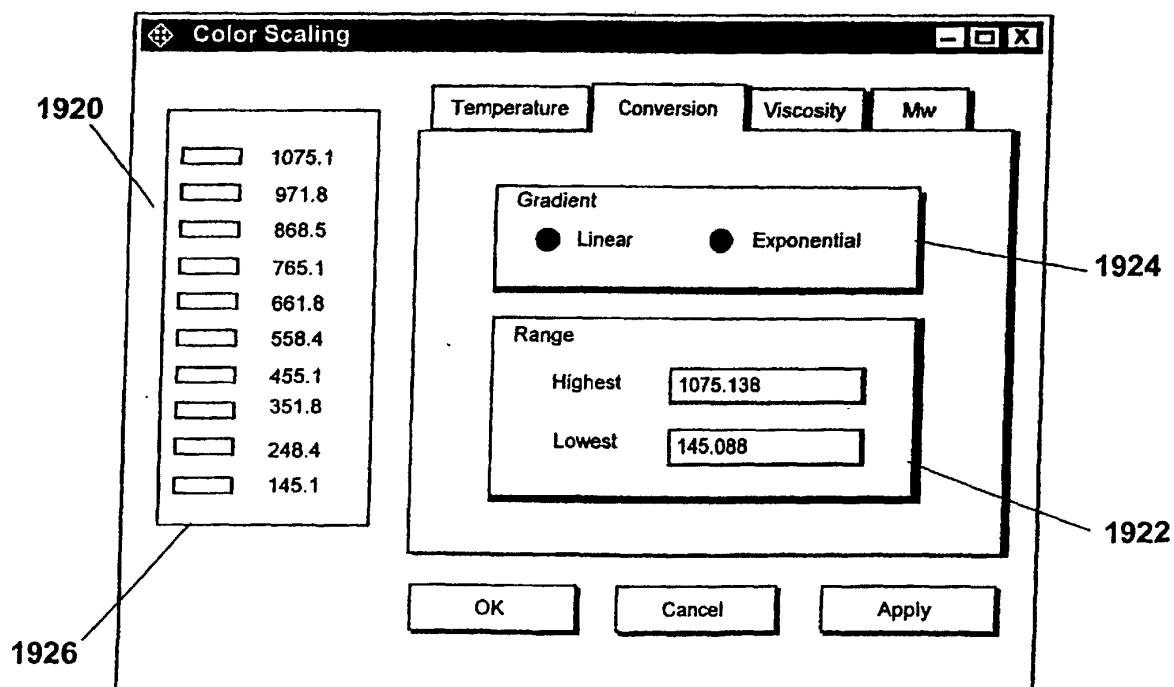 Color Scaling
1920
1075.1
971.8
868.5
765.1
661.8
558.4
455.1
351.8
248.4
145.1
1926
Temperature
Conversion
Viscosity
Mw
Gradient
Linear
Exponential
1924
Range
Highest
1075.138
Lowest
145.088
1922
OK
Cancel
Apply